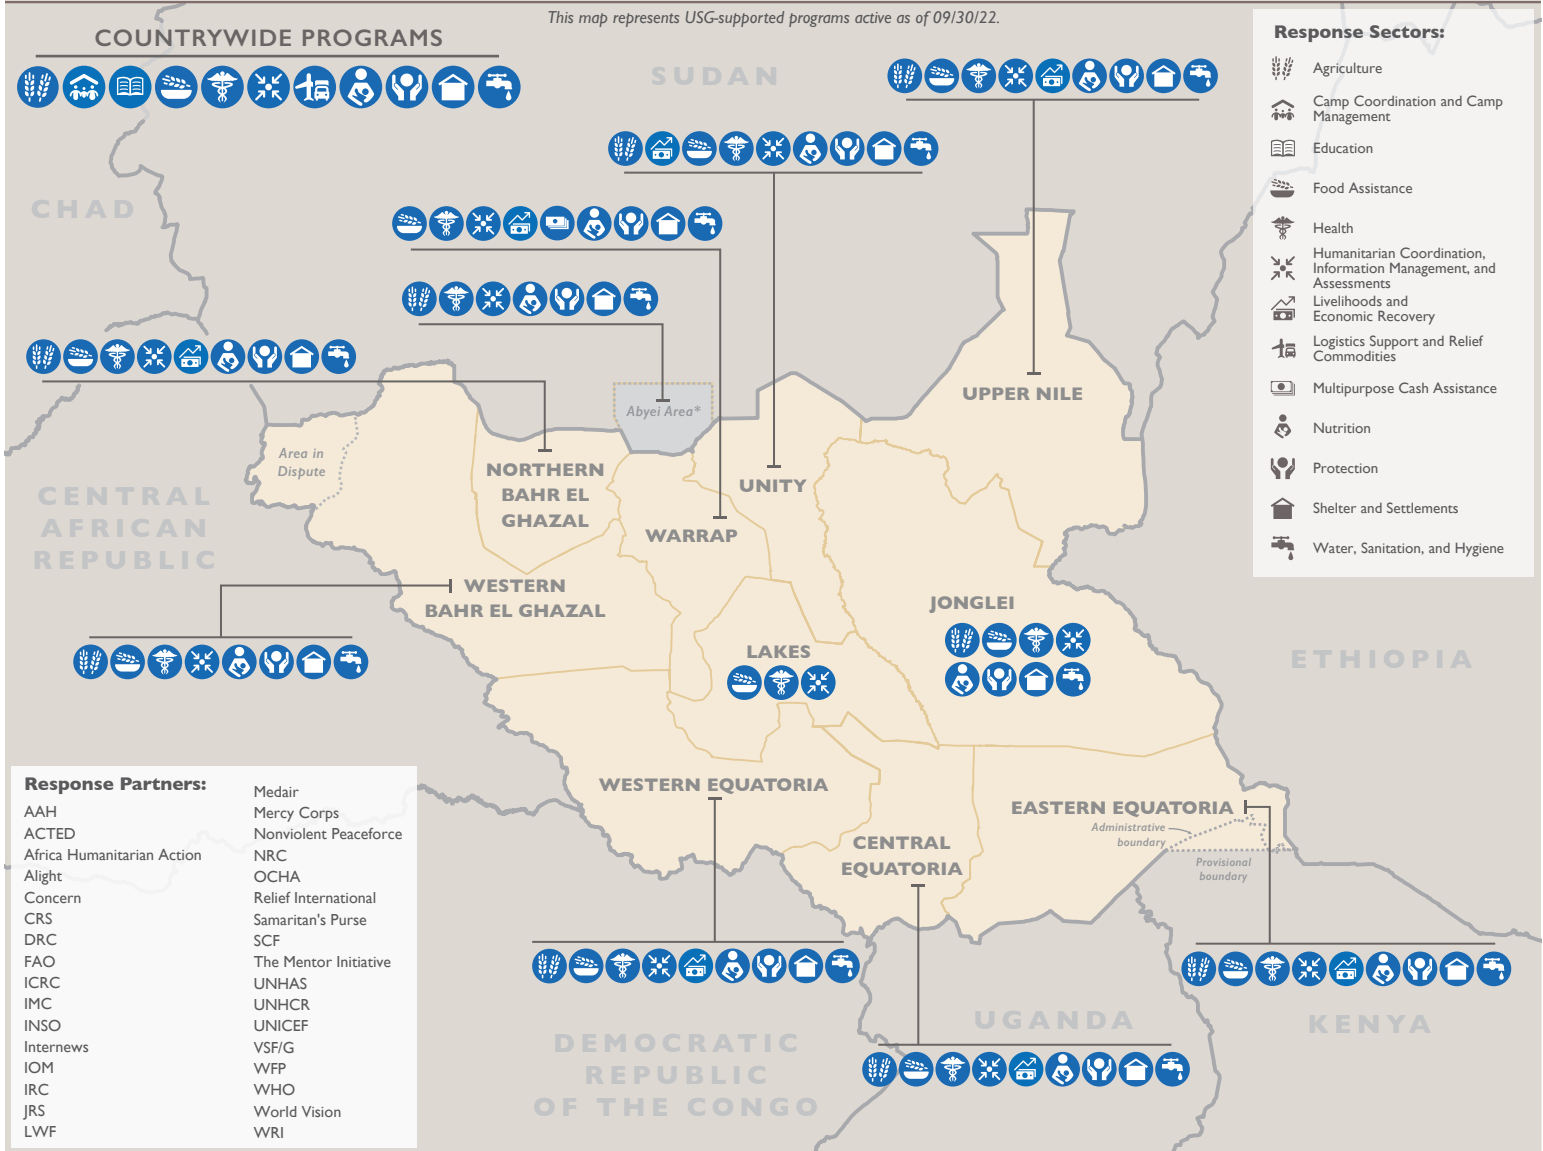 This map represents USG-supported programs active as of 09/30/22.
COUNTRYWIDE PROGRAMS
Response Sectors:
Agriculture
Camp Coordination and Camp
Management
Education
Food Assistance
Health
Humanitarian Coordination,
Information Management, and
Assessments
Livelihoods and
Economic Recovery
Logistics Support and Relief
Commodities
Multipurpose Cash Assistance
Nutrition
Protection
Shelter and Settlements
Water, Sanitation, and Hygiene
SUDAN
CHAD
CENTRAL
AFRICAN
REPUBLIC
Area in
Dispute
Abyei Area*
UPPER NILE
NORTHERN
BAHR EL
GHAZAL
UNITY
WARRAP
WESTERN
BAHR EL GHAZAL
JONGLEI
LAKES
ETHIOPIA
WESTERN EQUATORIA
EASTERN EQUATORIA
Administrative
boundary
Provisional
boundary
CENTRAL
EQUATORIA
UGANDA
KENYA
DEMOCRATIC
REPUBLIC
OF THE CONGO
Response Partners:
AAH
ACTED
Africa Humanitarian Action
Alight
Concern
CRS
DRC
FAO
ICRC
IMC
INSO
Internews
IOM
IRC
JRS
LWF
Medair
Mercy Corps
Nonviolent Peaceforce
NRC
OCHA
Relief International
Samaritan's Purse
SCF
The Mentor Initiative
UNHAS
UNHCR
UNICEF
VSF/G
WFP
WHO
World Vision
WRI